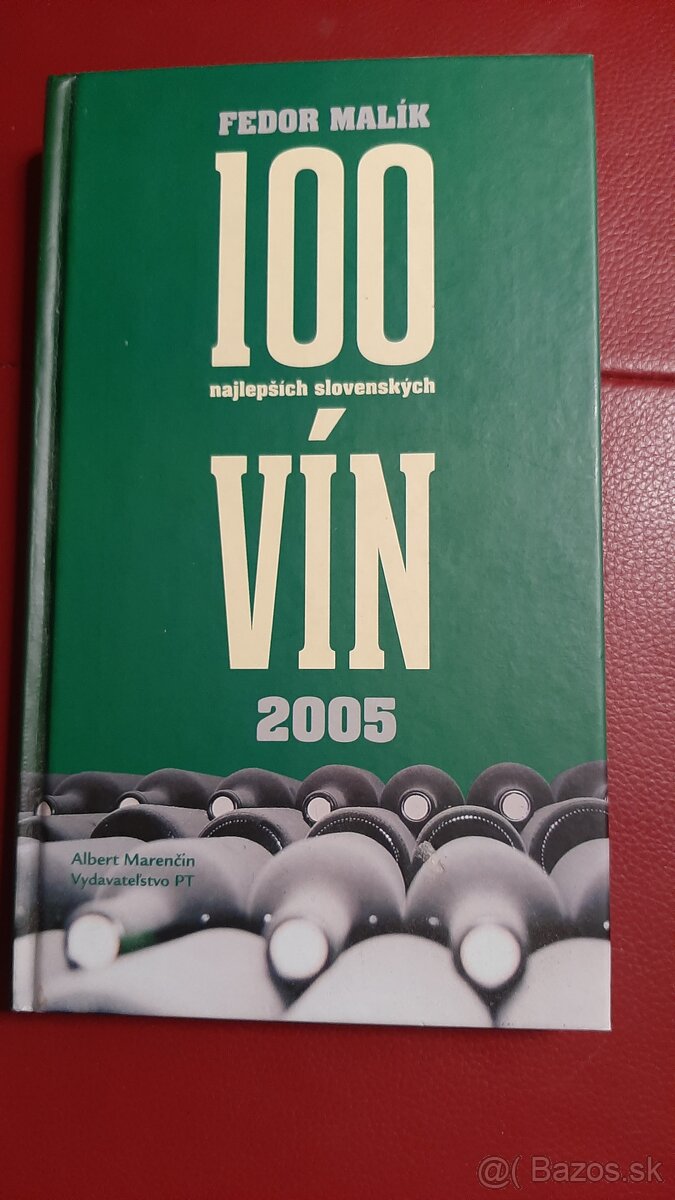 FEDOR MALÍK
100
najlepších slovenských
VÍN
2005
Albert Marenčin
Vydavateľstvo PT
@( Bazos.sk